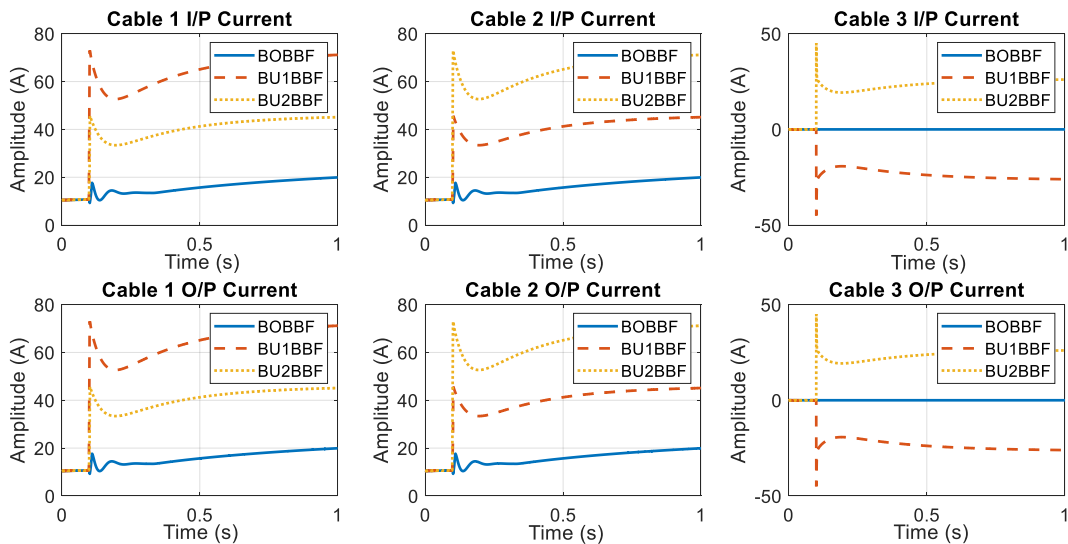 Cable 1 I/P Current
Amplitude (A)
80
60
40
20
0
BOBBF
BU1BBF
BU2BBF
0
0.5
1
Time (s)
Cable 2 I/P Current
Amplitude (A)
80
60
40
20
0
BOBBF
BU1BBF
BU2BBF
0
0.5
1
Time (s)
Cable 3 I/P Current
Amplitude (A)
50
0
-50
BOBBF
BU1BBF
BU2BBF
0
0.5
1
Time (s)
Cable 1 O/P Current
Amplitude (A)
80
60
40
20
0
BOBBF
BU1BBF
BU2BBF
0
0.5
1
Time (s)
Cable 2 O/P Current
Amplitude (A)
80
60
40
20
0
BOBBF
BU1BBF
BU2BBF
0
0.5
1
Time (s)
Cable 3 O/P Current
Amplitude (A)
50
0
-50
BOBBF
BU1BBF
BU2BBF
0
0.5
1
Time (s)